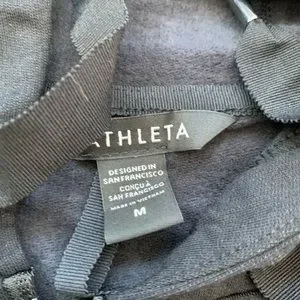 ATHLETA
DESIGNED IN
SAN FRANCISCO
CONÇU À
SAN FRANCISCO
MADE IN VIETNAM
M